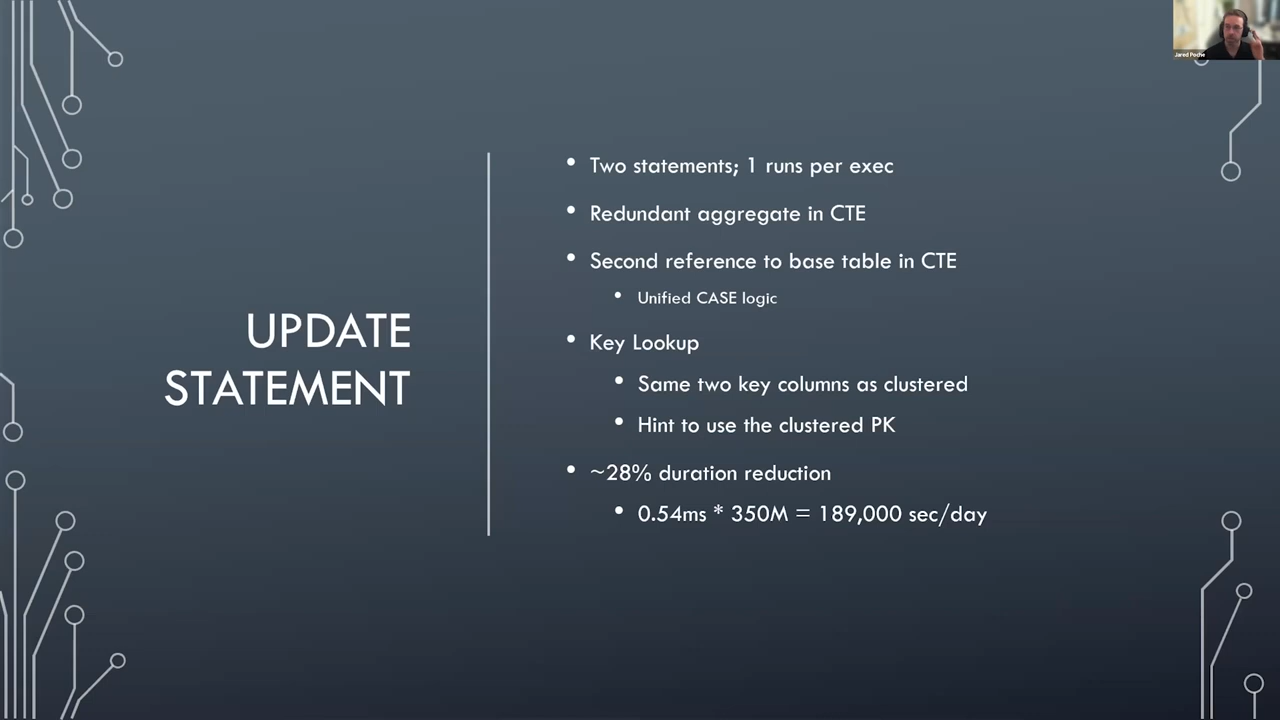 Jared Poche
UPDATE
STATEMENT
Two statements; 1 runs per exec
Redundant aggregate in CTE
Second reference to base table in CTE
Unified CASE logic
Key Lookup
Same two key columns as clustered
Hint to use the clustered PK
~28% duration reduction
0.54ms * 350M = 189,000 sec/day